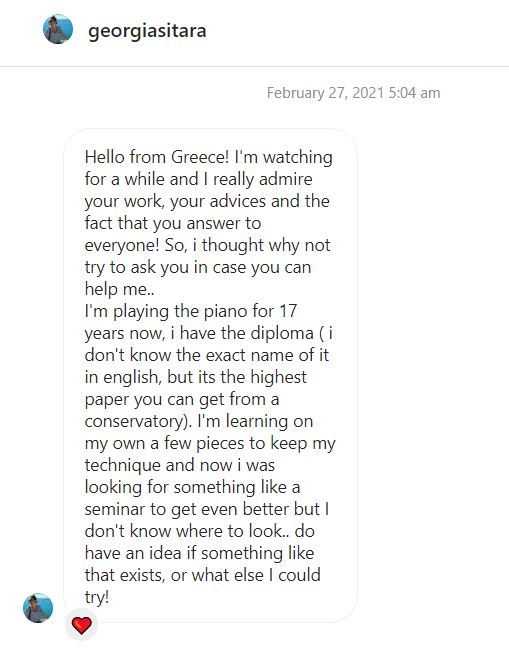 georgiasitara
February 27, 2021 5:04 am
Hello from Greece! I'm watching
for a while and I really admire
your work, your advices and the
fact that you answer to
everyone! So, i thought why not
try to ask you in case you can
help me..
I'm playing the piano for 17
years now, i have the diploma ( i
don't know the exact name of it
in english, but its the highest
paper you can get from a
conservatory). I'm learning on
my own a few pieces to keep my
technique and now i was
looking for something like a
seminar to get even better but I
don't know where to look.. do
have an idea if something like
that exists, or what else I could
try!